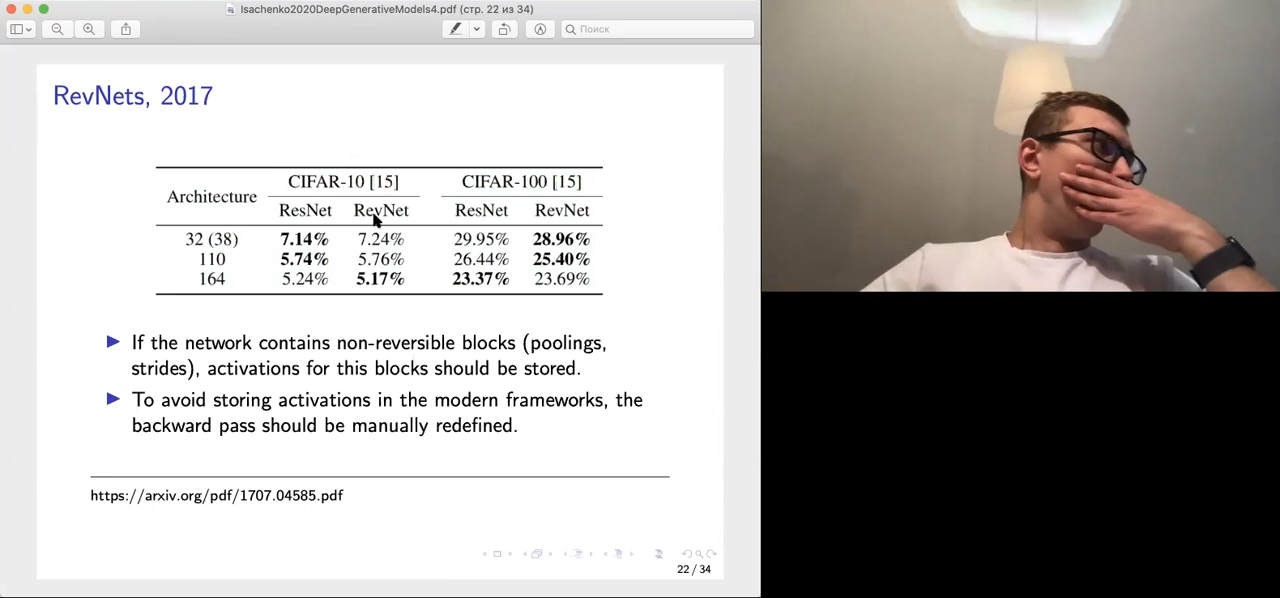 Isachenko2020DeepGenerativeModels4.pdf (стр. 22 из 34)
Поиск
RevNets, 2017
Architecture CIFAR-10 [15] CIFAR-100 [15]
ResNet RevNet ResNet RevNet
32 (38) 7.14% 7.24% 29.95% 28.96%
110 5.74% 5.76% 26.44% 25.40%
164 5.24% 5.17% 23.37% 23.69%
If the network contains non-reversible blocks (poolings,
strides), activations for this blocks should be stored.
To avoid storing activations in the modern frameworks, the
backward pass should be manually redefined.
https://arxiv.org/pdf/1707.04585.pdf
22 / 34